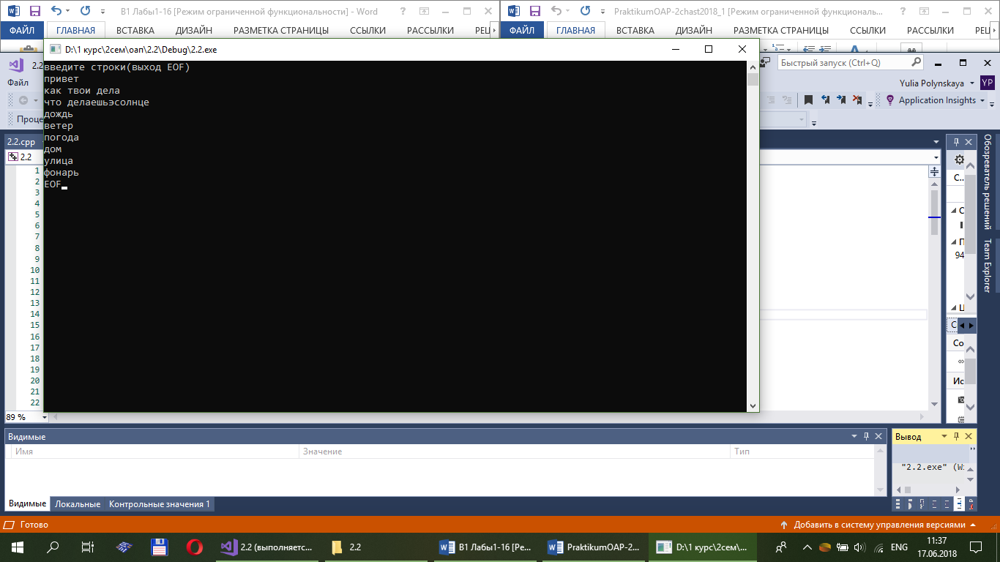 В1 Лабы1-16 [Режим ограниченной функциональности] - Word
PraktikumOAP-2chast2018_1 [Режим ограниченной функциональ...
ФАЙЛ ГЛАВНАЯ ВСТАВКА ДИЗАЙН РАЗМЕТКА СТРАНИЦЫ ССЫЛКИ РАССЫЛКИ РЕЦ
ФАЙЛ ГЛАВНАЯ ВСТАВКА ДИЗАЙН РАЗМЕТКА СТРАНИЦЫ ССЫЛКИ РАССЫЛКИ РЕЦ
D:\1 курс\2сем\оап\2.2\Debug\2.2.exe
введите строки(выход EOF)
привет
как твои дела
что делаешьэсолнце
дождь
ветер
погода
дом
улица
фонарь
EOF
2.2
Быстрый запуск (Ctrl+Q)
Файл
Yulia Polynskaya YP
Application Insights
Проце
2.2.cpp
2.2
1
2
3
4
5
6
7
8
9
10
11
12
13
14
15
16
17
18
19
20
21
22
89 %
С...
С
П
94
Ц
С
Со
Ис
Обозреватель решений
Team Explorer
Видимые
Имя Значение Тип
Видимые Локальные Контрольные значения 1
Вывод
"2.2.exe" (Wi
Готово
Добавить в систему управления версиями
2.2 (выполняетс...
2.2
В1 Лабы1-16 [Ре...
PraktikumOAP-2...
D:\1 курс\2сем\...
ENG
11:37
17.06.2018